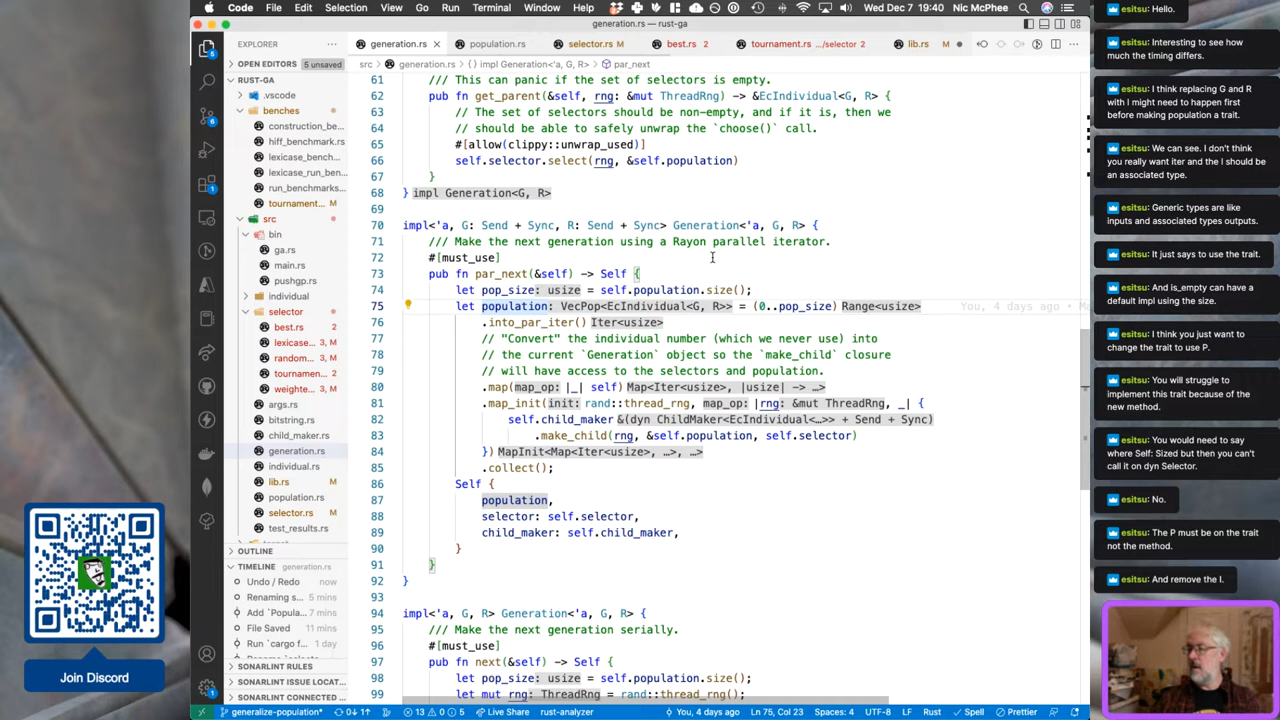 Code File Edit Selection View Go Run Terminal Window Help Wed Dec 7 19:40 Nic McPhee
generation.rs — rust-ga
EXPLORER
OPEN EDITORS 5 unsaved
RUST-GA
.vscode
benches
construction_be...
hiff_benchmark.rs
lexicase_bench...
lexicase_run_ben...
run_benchmarks...
tournament... M
src
bin
ga.rs
main.rs
pushgp.rs
individual
selector
best.rs 2
lexicase... 3, M
random... 3, M
tournamen... 2
weighte... 3, M
args.rs
bitstring.rs
child_maker.rs
generation.rs
individual.rs
lib.rs 2
population.rs
selector.rs M
test_results.rs
OUTLINE
TIMELINE generation.rs
Undo / Redo now
Renaming s... 5 mins
Add `Popula... 7 mins
File Saved 11 mins
Run `cargo f... 1 day
SONARLINT RULES
SONARLINT ISSUE LOCAT...
SONARLINT CONNECTED ...
generation.rs population.rs selector.rs M best.rs 2 tournament.rs .../selector 2 lib.rs 2
src generation.rs { } impl Generation<'a, G, R> par_next
61 /// This can panic if the set of selectors is empty.
62 pub fn get_parent(&self, rng: &mut ThreadRng) -> &EcIndividual<G, R> {
63 // The set of selectors should be non-empty, and if it is, then we
64 // should be able to safely unwrap the `choose()` call.
65 #[allow(clippy::unwrap_used)]
66 self.selector.select(rng, &self.population)
67 }
68 } impl Generation<G, R>
69
70 impl<'a, G: Send + Sync, R: Send + Sync> Generation<'a, G, R> {
71 /// Make the next generation using a Rayon parallel iterator.
72 #[must_use]
73 pub fn par_next(&self) -> Self {
74 let pop_size: usize = self.population.size();
75 let population: VecPop<EcIndividual<G, R>> = (0..pop_size) Range<usize> You, 4 days ago • M
76 .into_par_iter() Iter<usize>
77 // "Convert" the individual number (which we never use) into
78 // the current `Generation` object so the `make_child` closure
79 // will have access to the selectors and population.
80 .map(map_op: |_| self) Map<Iter<usize>, |usize| -> …>
81 .map_init(init: rand::thread_rng, map_op: |rng: &mut ThreadRng, _| {
82 self.child_maker &(dyn ChildMaker<EcIndividual<…>> + Send + Sync)
83 .make_child(rng, &self.population, self.selector)
84 }) MapInit<Map<Iter<usize>, …>, …>
85 .collect();
86 Self {
87 population,
88 selector: self.selector,
89 child_maker: self.child_maker,
90 }
91 }
92 }
93
94 impl<'a, G, R> Generation<'a, G, R> {
95 /// Make the next generation serially.
96 #[must_use]
97 pub fn next(&self) -> Self {
98 let pop_size: usize = self.population.size();
99 let mut rng: ThreadRng = rand::thread_rng();
generalize-population* 0↓ 1↑ 13 0 5 Live Share rust-analyzer You, 4 days ago Ln 75, Col 23 Spaces: 4 UTF-8 LF Rust Spell Prettier
Join Discord
esitsu: Hello.
esitsu: Interesting to see how
much the timing differs.
esitsu: I think replacing G and R
with I might need to happen first
before making population a trait.
esitsu: We can see. I don't think
you really want iter and the I should be
an associated type.
esitsu: Generic types are like
inputs and associated types outputs.
esitsu: It just says to use the trait.
esitsu: And is_empty can have a
default impl using the size.
esitsu: I think you just want to
change the trait to use P.
esitsu: You will struggle to
implement this trait because of the
new method.
esitsu: You would need to say
where Self: Sized but then you can't
call it on dyn Selector.
esitsu: No.
esitsu: The P must be on the trait
not the method.
esitsu: And remove the I.